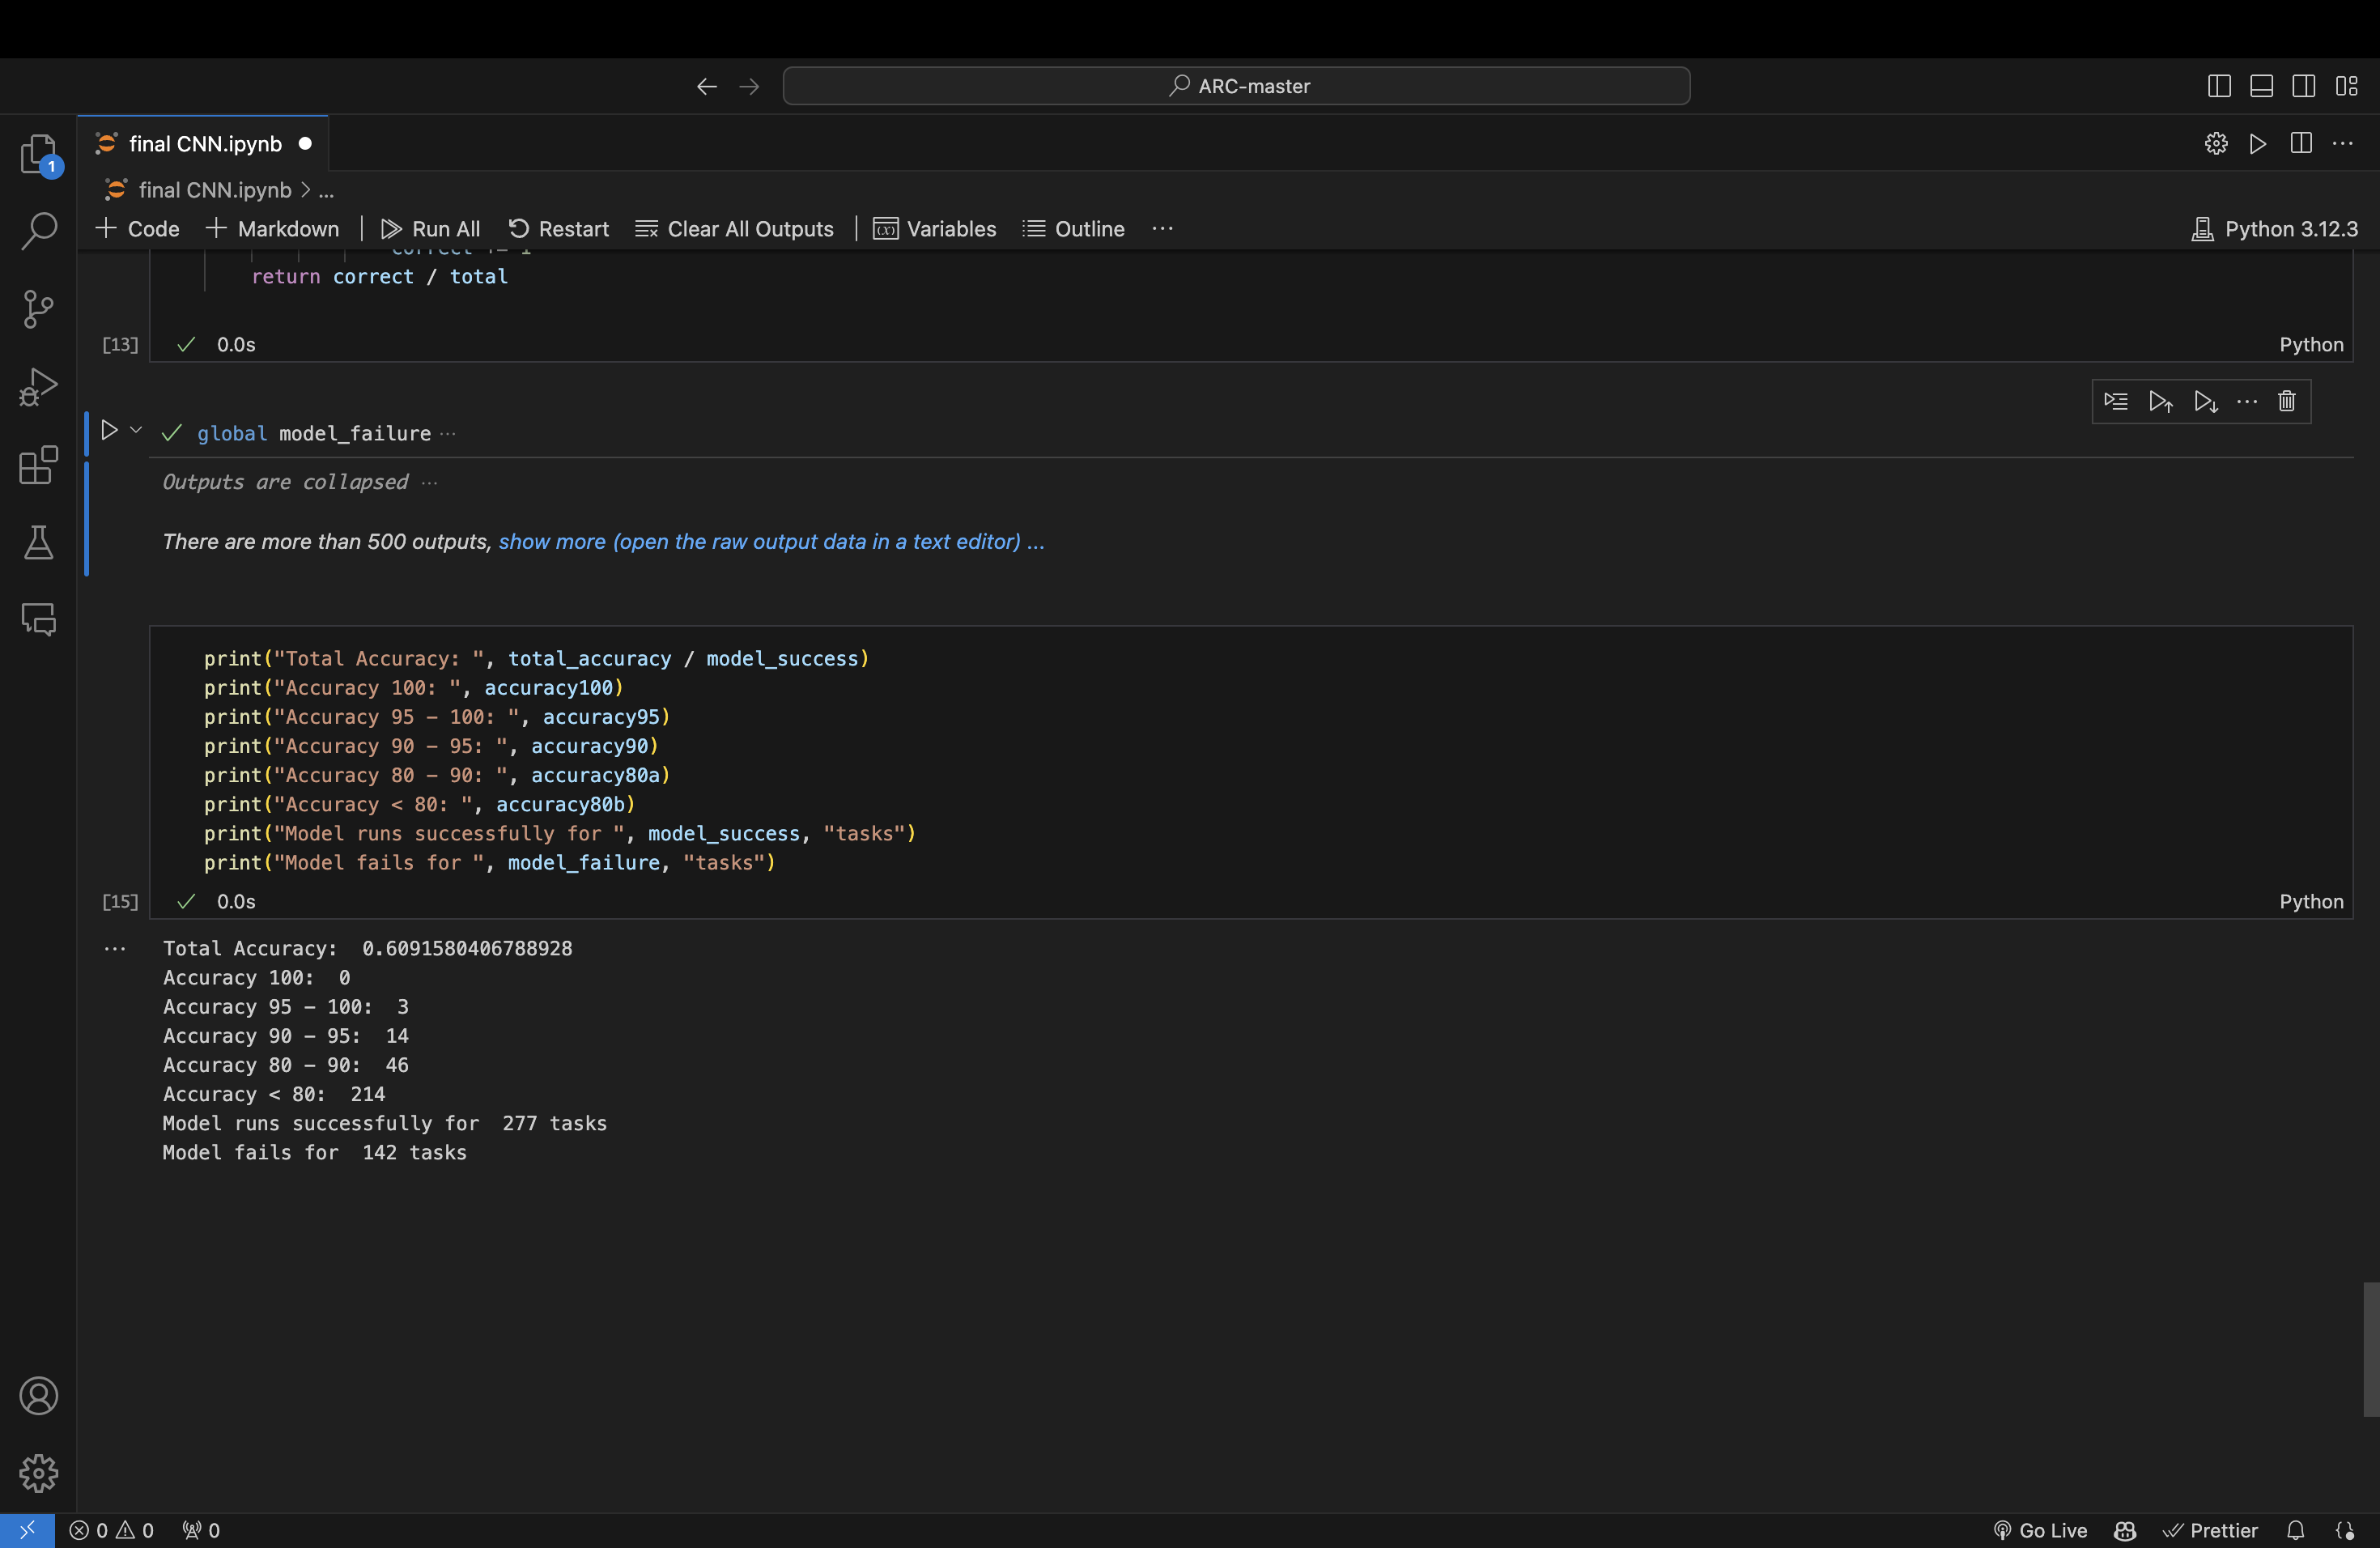 ARC-master
final CNN.ipynb
1
final CNN.ipynb > ...
Code Markdown Run All Restart Clear All Outputs Variables Outline ... Python 3.12.3
return correct / total
[13] 0.0s Python
global model_failure ...
Outputs are collapsed ...
There are more than 500 outputs, show more (open the raw output data in a text editor) ...
print("Total Accuracy: ", total_accuracy / model_success)
print("Accuracy 100: ", accuracy100)
print("Accuracy 95 - 100: ", accuracy95)
print("Accuracy 90 - 95: ", accuracy90)
print("Accuracy 80 - 90: ", accuracy80a)
print("Accuracy < 80: ", accuracy80b)
print("Model runs successfully for ", model_success, "tasks")
print("Model fails for ", model_failure, "tasks")
[15] 0.0s Python
... Total Accuracy:  0.6091580406788928
Accuracy 100:  0
Accuracy 95 - 100:  3
Accuracy 90 - 95:  14
Accuracy 80 - 90:  46
Accuracy < 80:  214
Model runs successfully for  277 tasks
Model fails for  142 tasks
0 0 0 Go Live Prettier